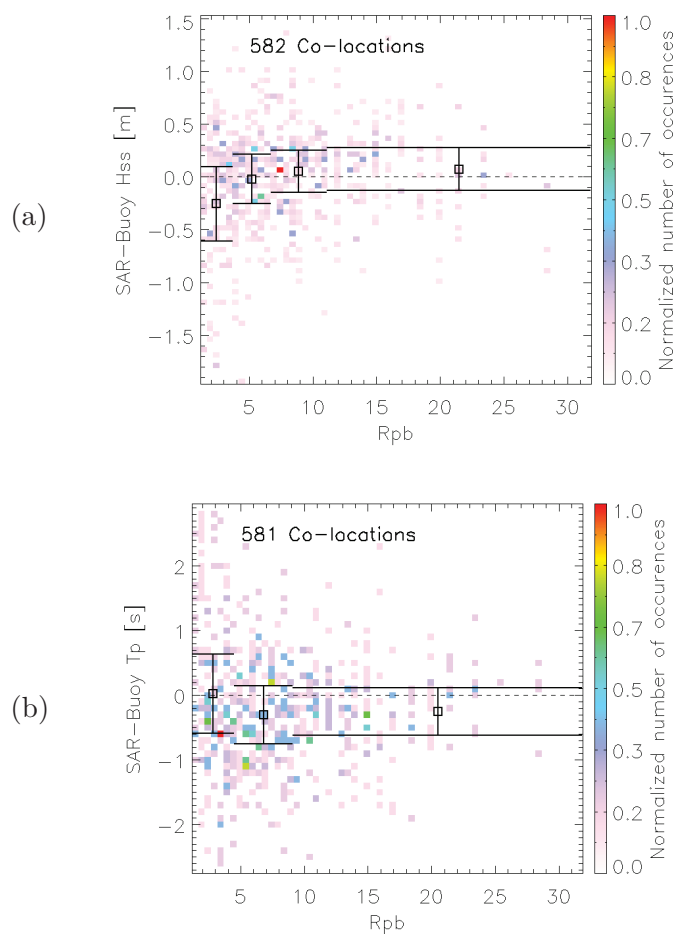 (a)
582 Co-locations
SAR-Buoy Hss [m]
1.5
1.0
0.5
0.0
-0.5
-1.0
-1.5
5 10 15 20 25 30
Rpb
1.0
0.8
0.7
0.5
0.3
0.2
0.0
Normalized number of occurences
(b)
581 Co-locations
SAR-Buoy Tp [s]
2
1
0
-1
-2
5 10 15 20 25 30
Rpb
1.0
0.8
0.7
0.5
0.3
0.2
0.0
Normalized number of occurences